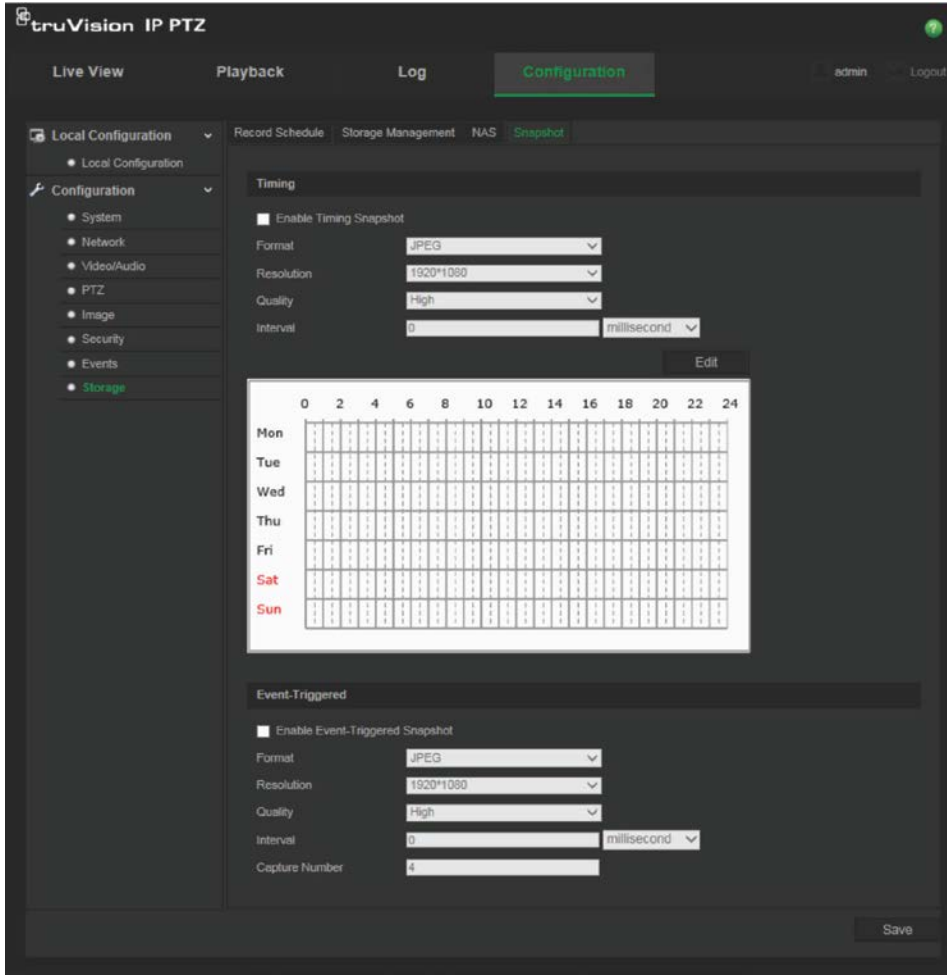 truVision IP PTZ
?
Live View Playback Log Configuration admin Logout
Local Configuration
Local Configuration
Configuration
System
Network
Video/Audio
PTZ
Image
Security
Events
Storage
Record Schedule Storage Management NAS Snapshot
Timing
Enable Timing Snapshot
Format JPEG
Resolution 1920*1080
Quality High
Interval 0 millisecond
Edit
0 2 4 6 8 10 12 14 16 18 20 22 24
Mon
Tue
Wed
Thu
Fri
Sat
Sun
Event-Triggered
Enable Event-Triggered Snapshot
Format JPEG
Resolution 1920*1080
Quality High
Interval 0 millisecond
Capture Number 4
Save